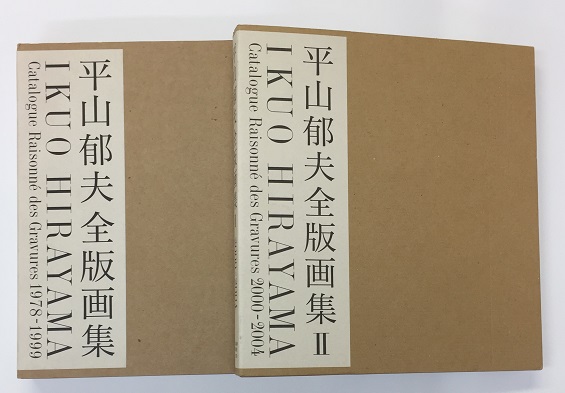 平山郁夫全版画集
IKUO HIRAYAMA
Catalogue Raisonné des Gravures 1978-1999
平山郁夫全版画集 II
IKUO HIRAYAMA
Catalogue Raisonné des Gravures 2000-2004